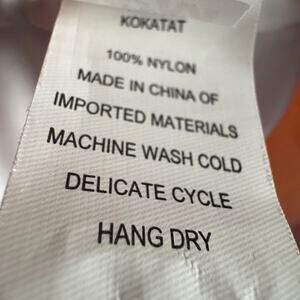 KOKATAT
100% NYLON
MADE IN CHINA OF
IMPORTED MATERIALS
MACHINE WASH COLD
DELICATE CYCLE
HANG DRY